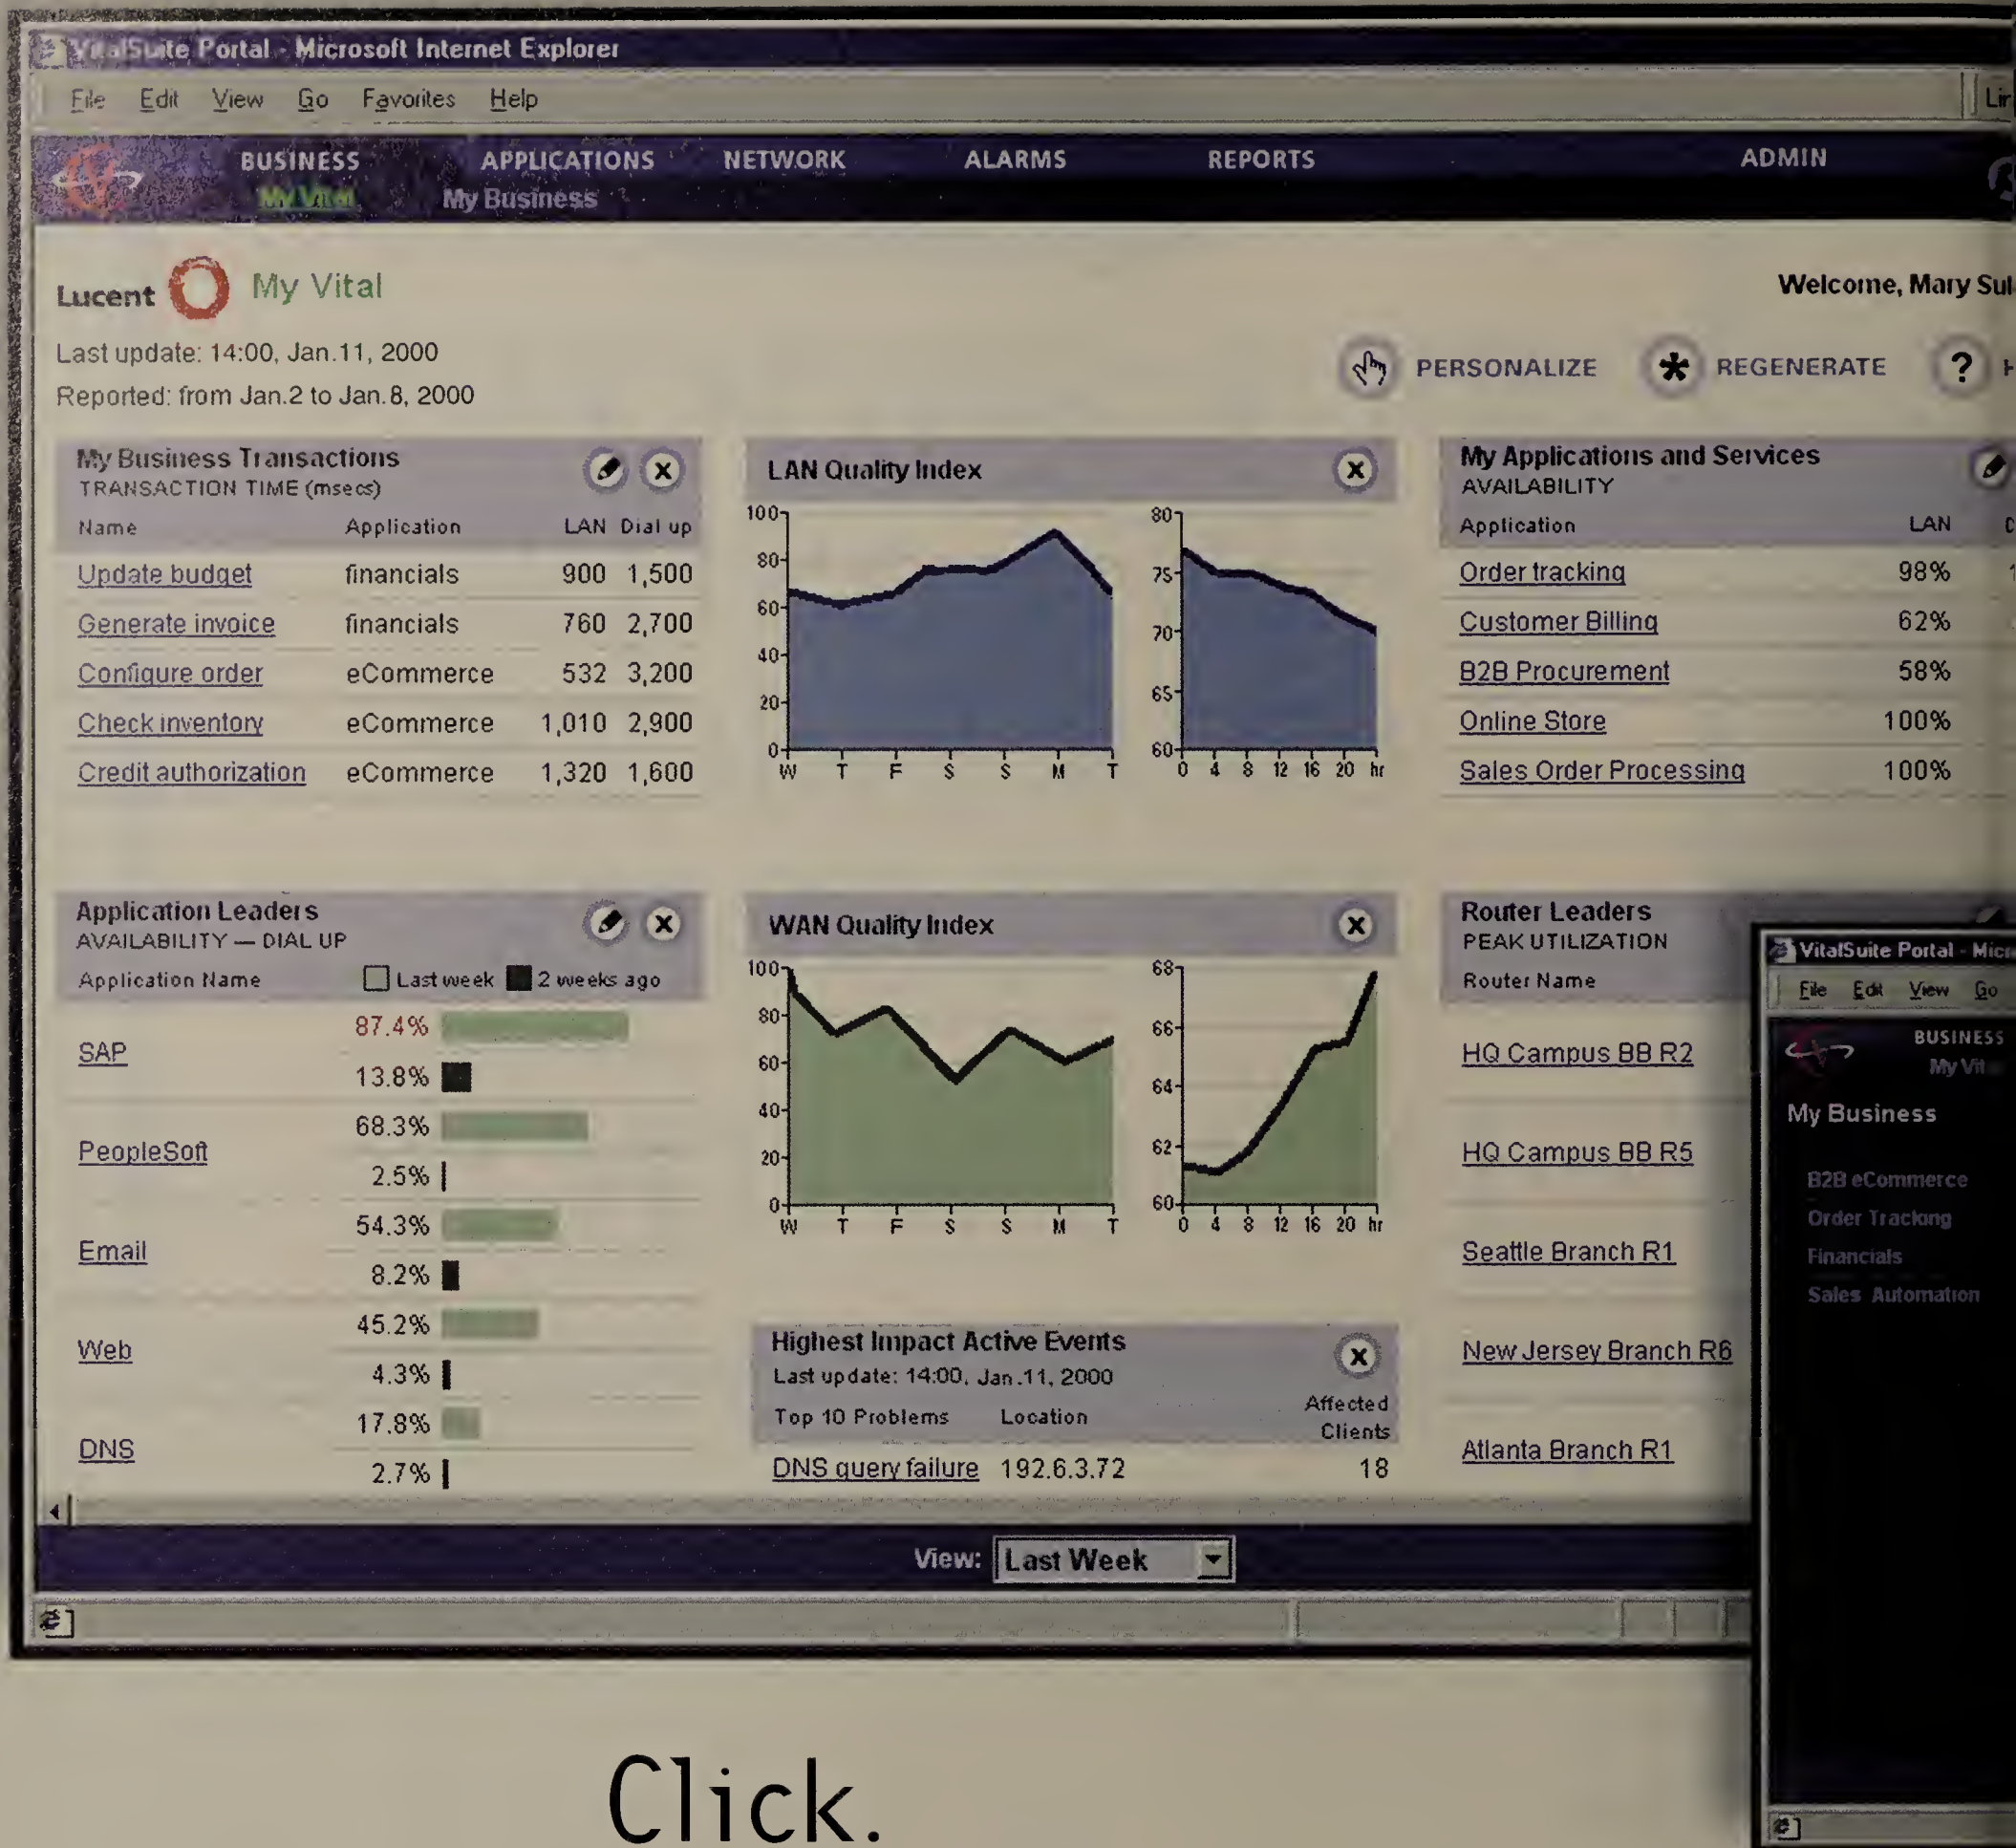 VitalSuite Portal - Microsoft Internet Explorer
File Edit View Go Favorites Help
BUSINESS APPLICATIONS NETWORK ALARMS REPORTS ADMIN
My Vital My Business
Lucent My Vital
Welcome, Mary
Last update: 14:00, Jan.11, 2000
Reported: from Jan.2 to Jan.8, 2000
PERSONALIZE REGENERATE ?
My Business Transactions
TRANSACTION TIME (msecs)
Name Application LAN Dial up
Update budget financials 900 1,500
Generate invoice financials 760 2,700
Configure order eCommerce 532 3,200
Check inventory eCommerce 1,010 2,900
Credit authorization eCommerce 1,320 1,600
LAN Quality Index
100 80 60 40 20 0
W T F S S M T
80 75 70 65 60
0 4 8 12 16 20 hr
My Applications and Services
AVAILABILITY
Application LAN
Order tracking 98%
Customer Billing 62%
B2B Procurement 58%
Online Store 100%
Sales Order Processing 100%
Application Leaders
AVAILABILITY — DIAL UP
Application Name Last week 2 weeks ago
SAP 87.4%
13.8%
PeopleSoft 68.3%
2.5%
Email 54.3%
8.2%
Web 45.2%
4.3%
DNS 17.8%
2.7%
WAN Quality Index
100 80 60 40 20 0
W T F S S M T
68 66 64 62 60
0 4 8 12 16 20 hr
Highest Impact Active Events
Last update: 14:00, Jan.11, 2000
Top 10 Problems Location Affected Clients
DNS query failure 192.6.3.72 18
Router Leaders
PEAK UTILIZATION
Router Name
HQ Campus BB R2
HQ Campus BB R5
Seattle Branch R1
New Jersey Branch R6
Atlanta Branch R1
View: Last Week
VitalSuite Portal -
File Edit View Go
BUSINESS
My
My Business
B2B eCommerce
Order Tracking
Financials
Sales Automation
Click.